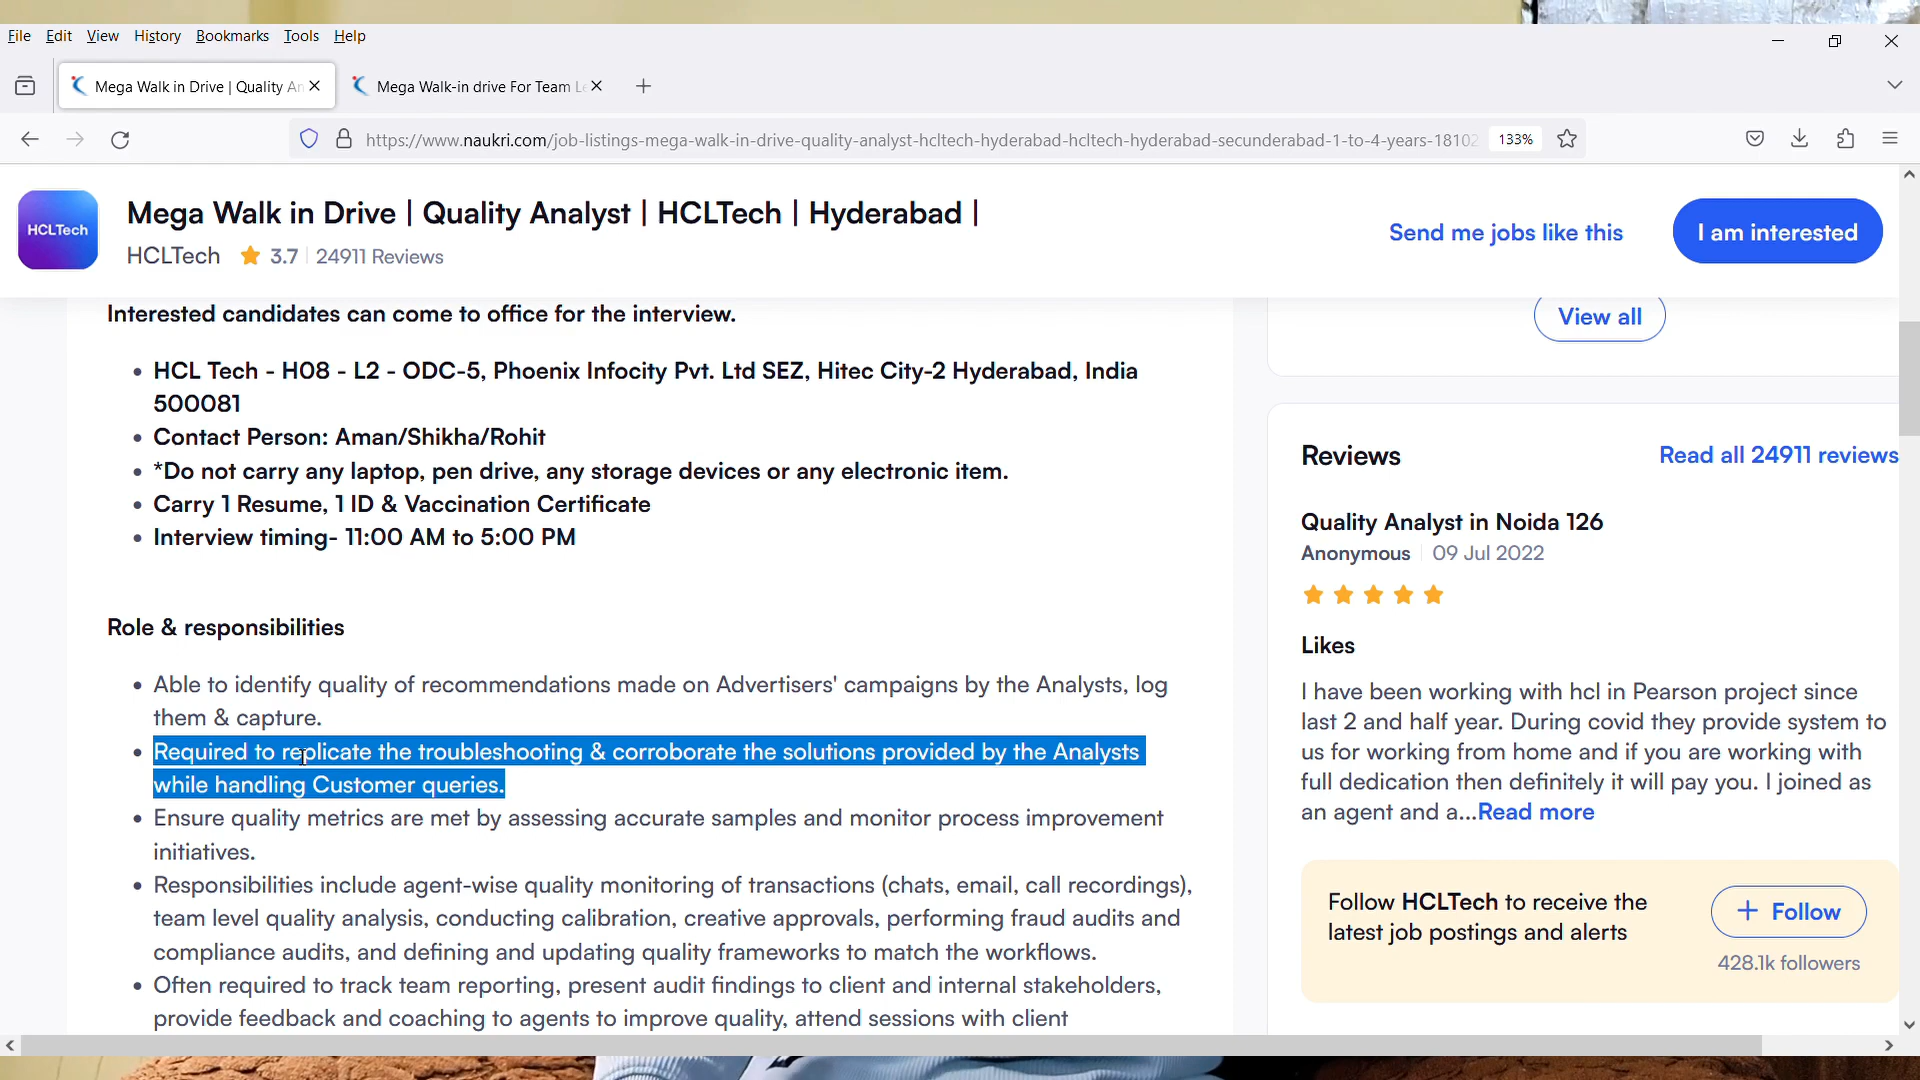 File Edit View History Bookmarks Tools Help
Mega Walk in Drive | Quality An
Mega Walk-in drive For Team Le
https://www.naukri.com/job-listings-mega-walk-in-drive-quality-analyst-hcltech-hyderabad-hcltech-hyderabad-secunderabad-1-to-4-years-18102
133%
HCLTech
Mega Walk in Drive | Quality Analyst | HCLTech | Hyderabad |
HCLTech 3.7 24911 Reviews
Send me jobs like this
I am interested
Interested candidates can come to office for the interview.
• HCL Tech - H08 - L2 - ODC-5, Phoenix Infocity Pvt. Ltd SEZ, Hitec City-2 Hyderabad, India
500081
• Contact Person: Aman/Shikha/Rohit
• *Do not carry any laptop, pen drive, any storage devices or any electronic item.
• Carry 1 Resume, 1 ID & Vaccination Certificate
• Interview timing- 11:00 AM to 5:00 PM
Role & responsibilities
• Able to identify quality of recommendations made on Advertisers' campaigns by the Analysts, log
them & capture.
• Required to replicate the troubleshooting & corroborate the solutions provided by the Analysts
while handling Customer queries.
• Ensure quality metrics are met by assessing accurate samples and monitor process improvement
initiatives.
• Responsibilities include agent-wise quality monitoring of transactions (chats, email, call recordings),
team level quality analysis, conducting calibration, creative approvals, performing fraud audits and
compliance audits, and defining and updating quality frameworks to match the workflows.
• Often required to track team reporting, present audit findings to client and internal stakeholders,
provide feedback and coaching to agents to improve quality, attend sessions with client
View all
Reviews
Read all 24911 reviews
Quality Analyst in Noida 126
Anonymous 09 Jul 2022
Likes
I have been working with hcl in Pearson project since
last 2 and half year. During covid they provide system to
us for working from home and if you are working with
full dedication then definitely it will pay you. I joined as
an agent and a...Read more
Follow HCLTech to receive the
latest job postings and alerts
+ Follow
428.1k followers